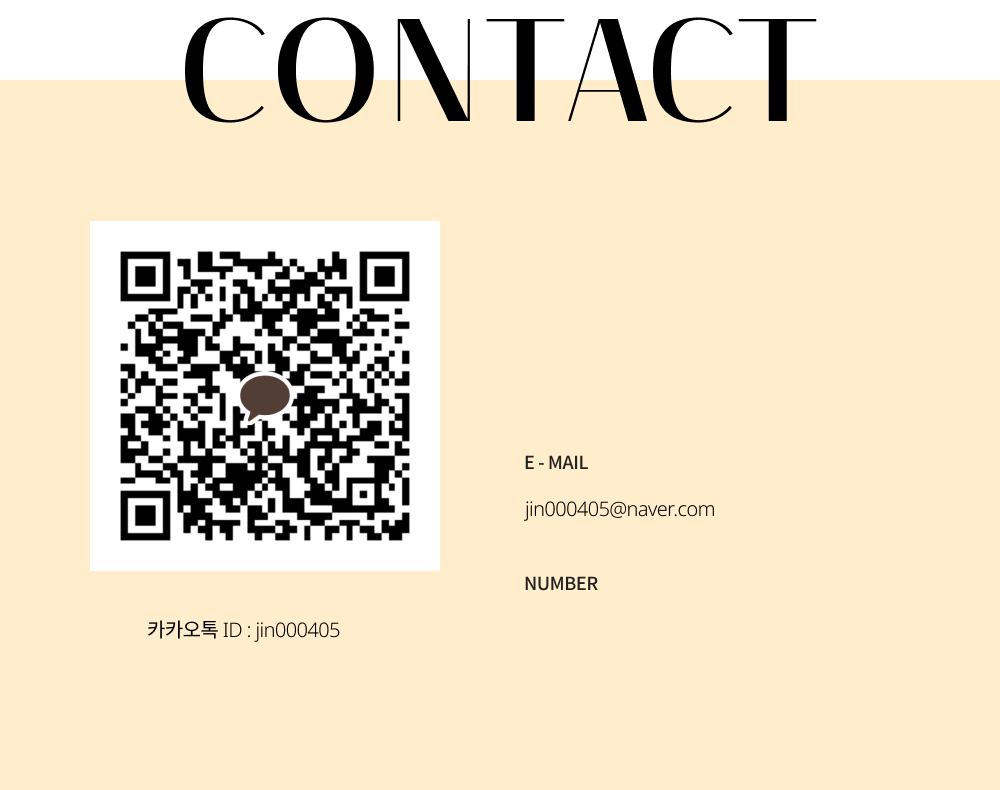 CONTACT
E - MAIL
jin000405@naver.com
NUMBER
카카오톡 ID : jin000405